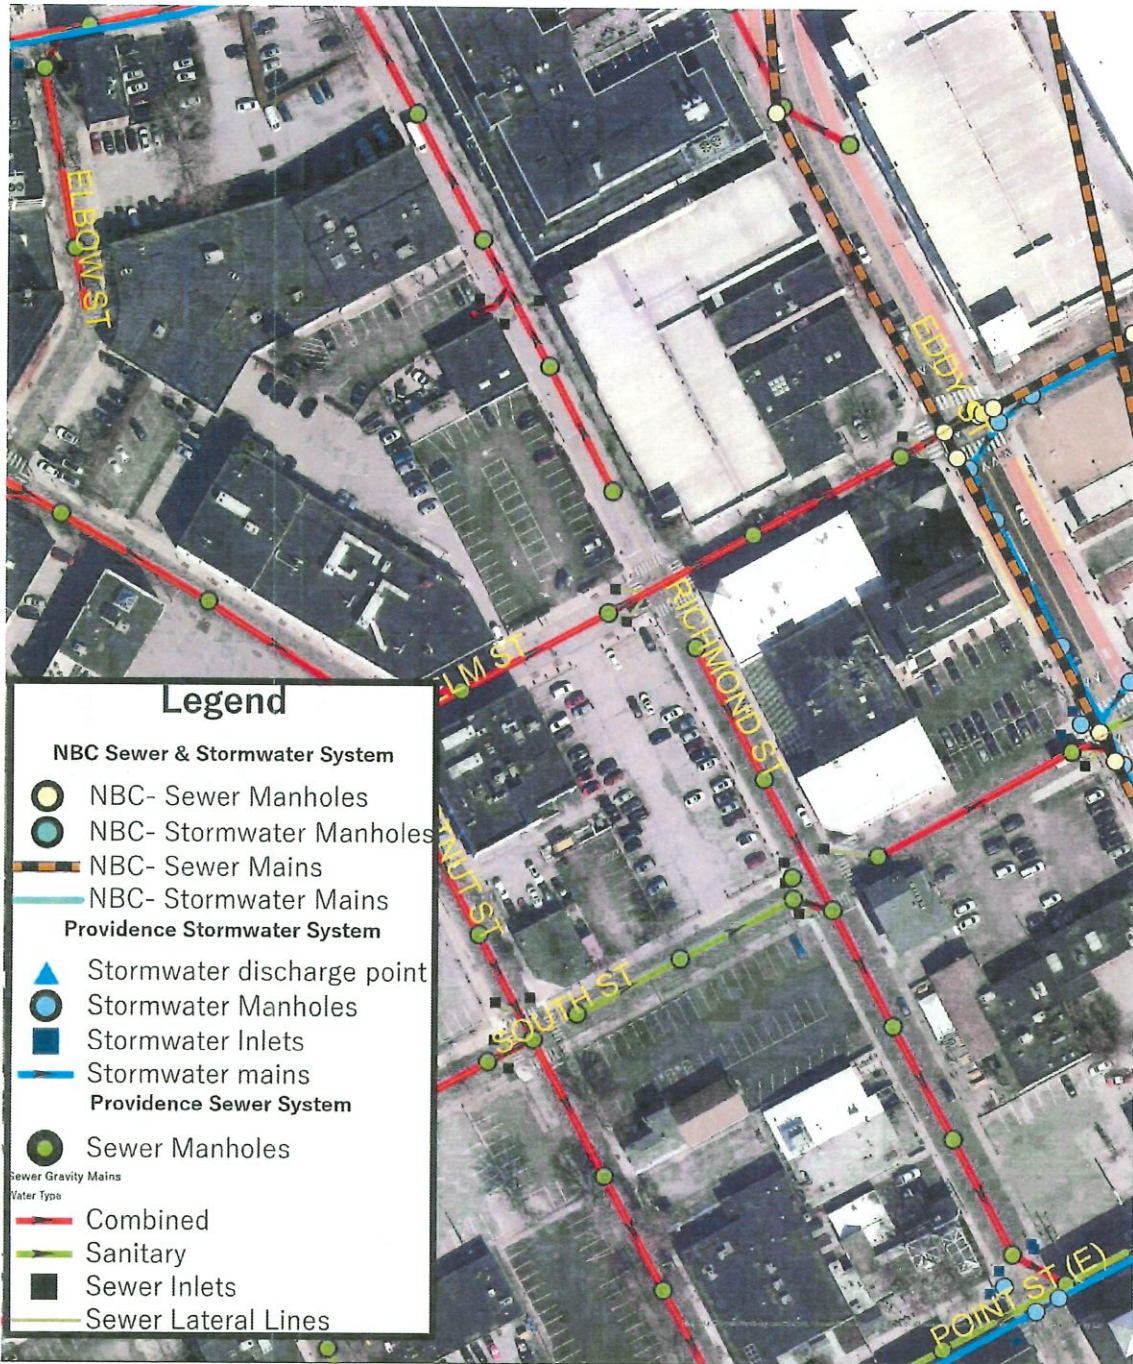 ELBOW ST
EDDY ST
RICHMOND ST
LM ST
TNUT ST
SOUTH ST
POINT ST (E)
Legend
NBC Sewer & Stormwater System
NBC- Sewer Manholes
NBC- Stormwater Manholes
NBC- Sewer Mains
NBC- Stormwater Mains
Providence Stormwater System
Stormwater discharge point
Stormwater Manholes
Stormwater Inlets
Stormwater mains
Providence Sewer System
Sewer Manholes
Sewer Gravity Mains
Water Type
Combined
Sanitary
Sewer Inlets
Sewer Lateral Lines